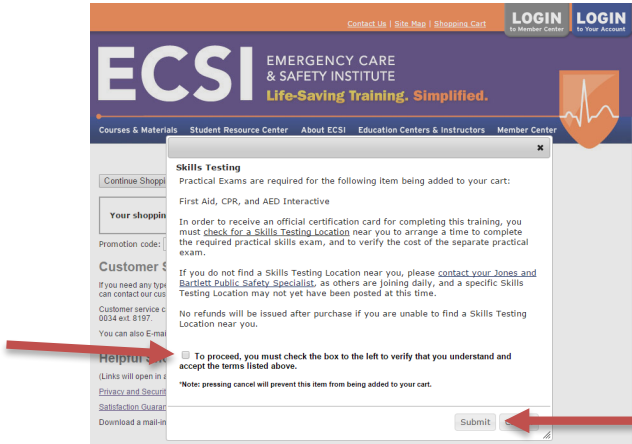 Contact Us | Site Map | Shopping Cart
LOGIN
to Member Center
LOGIN
to Your Account
ECSI
EMERGENCY CARE
& SAFETY INSTITUTE
Life-Saving Training. Simplified.
Courses & Materials Student Resource Center About ECSI Education Centers & Instructors Member Center
Skills Testing
Practical Exams are required for the following item being added to your cart:
First Aid, CPR, and AED Interactive
In order to receive an official certification card for completing this training, you
must check for a Skills Testing Location near you to arrange a time to complete
the required practical skills exam, and to verify the cost of the separate practical
exam.
If you do not find a Skills Testing Location near you, please contact your Jones and
Bartlett Public Safety Specialist, as others are joining daily, and a specific Skills
Testing Location may not yet have been posted at this time.
No refunds will be issued after purchase if you are unable to find a Skills Testing
Location near you.
To proceed, you must check the box to the left to verify that you understand and
accept the terms listed above.
*Note: pressing cancel will prevent this item from being added to your cart.
Submit
Continue Shoppi
Your shoppin
Promotion code:
Customer S
If you need any type
can contact our cus
Customer service c
0034 ext. 8197.
You can also E-mai
Helpful
(Links will open in a
Privacy and Securit
Satisfaction Guaran
Download a mail-in